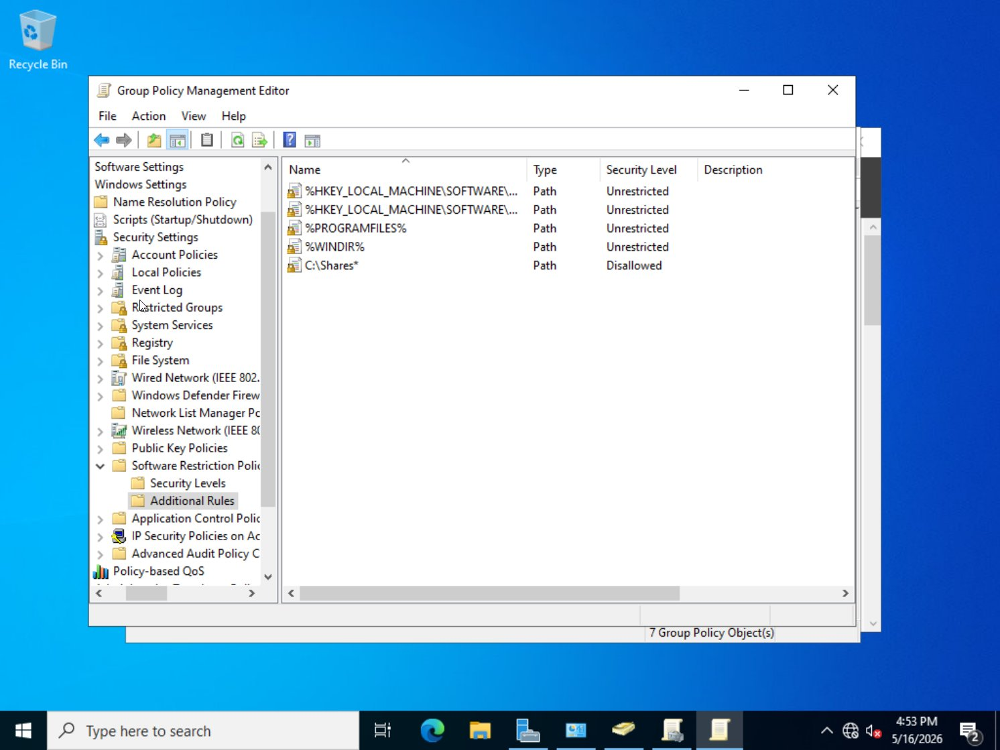 Recycle Bin
Group Policy Management Editor
File Action View Help
Software Settings
Windows Settings
Name Resolution Policy
Scripts (Startup/Shutdown)
Security Settings
Account Policies
Local Policies
Event Log
Restricted Groups
System Services
Registry
File System
Wired Network (IEEE 802.
Windows Defender Firew
Network List Manager Pc
Wireless Network (IEEE 80
Public Key Policies
Software Restriction Polic
Security Levels
Additional Rules
Application Control Polic
IP Security Policies on Ac
Advanced Audit Policy C
Policy-based QoS
Name Type Security Level Description
%HKEY_LOCAL_MACHINE\SOFTWARE\... Path Unrestricted
%HKEY_LOCAL_MACHINE\SOFTWARE\... Path Unrestricted
%PROGRAMFILES% Path Unrestricted
%WINDIR% Path Unrestricted
C:\Shares* Path Disallowed
7 Group Policy Object(s)
Type here to search
4:53 PM
5/16/2026
2